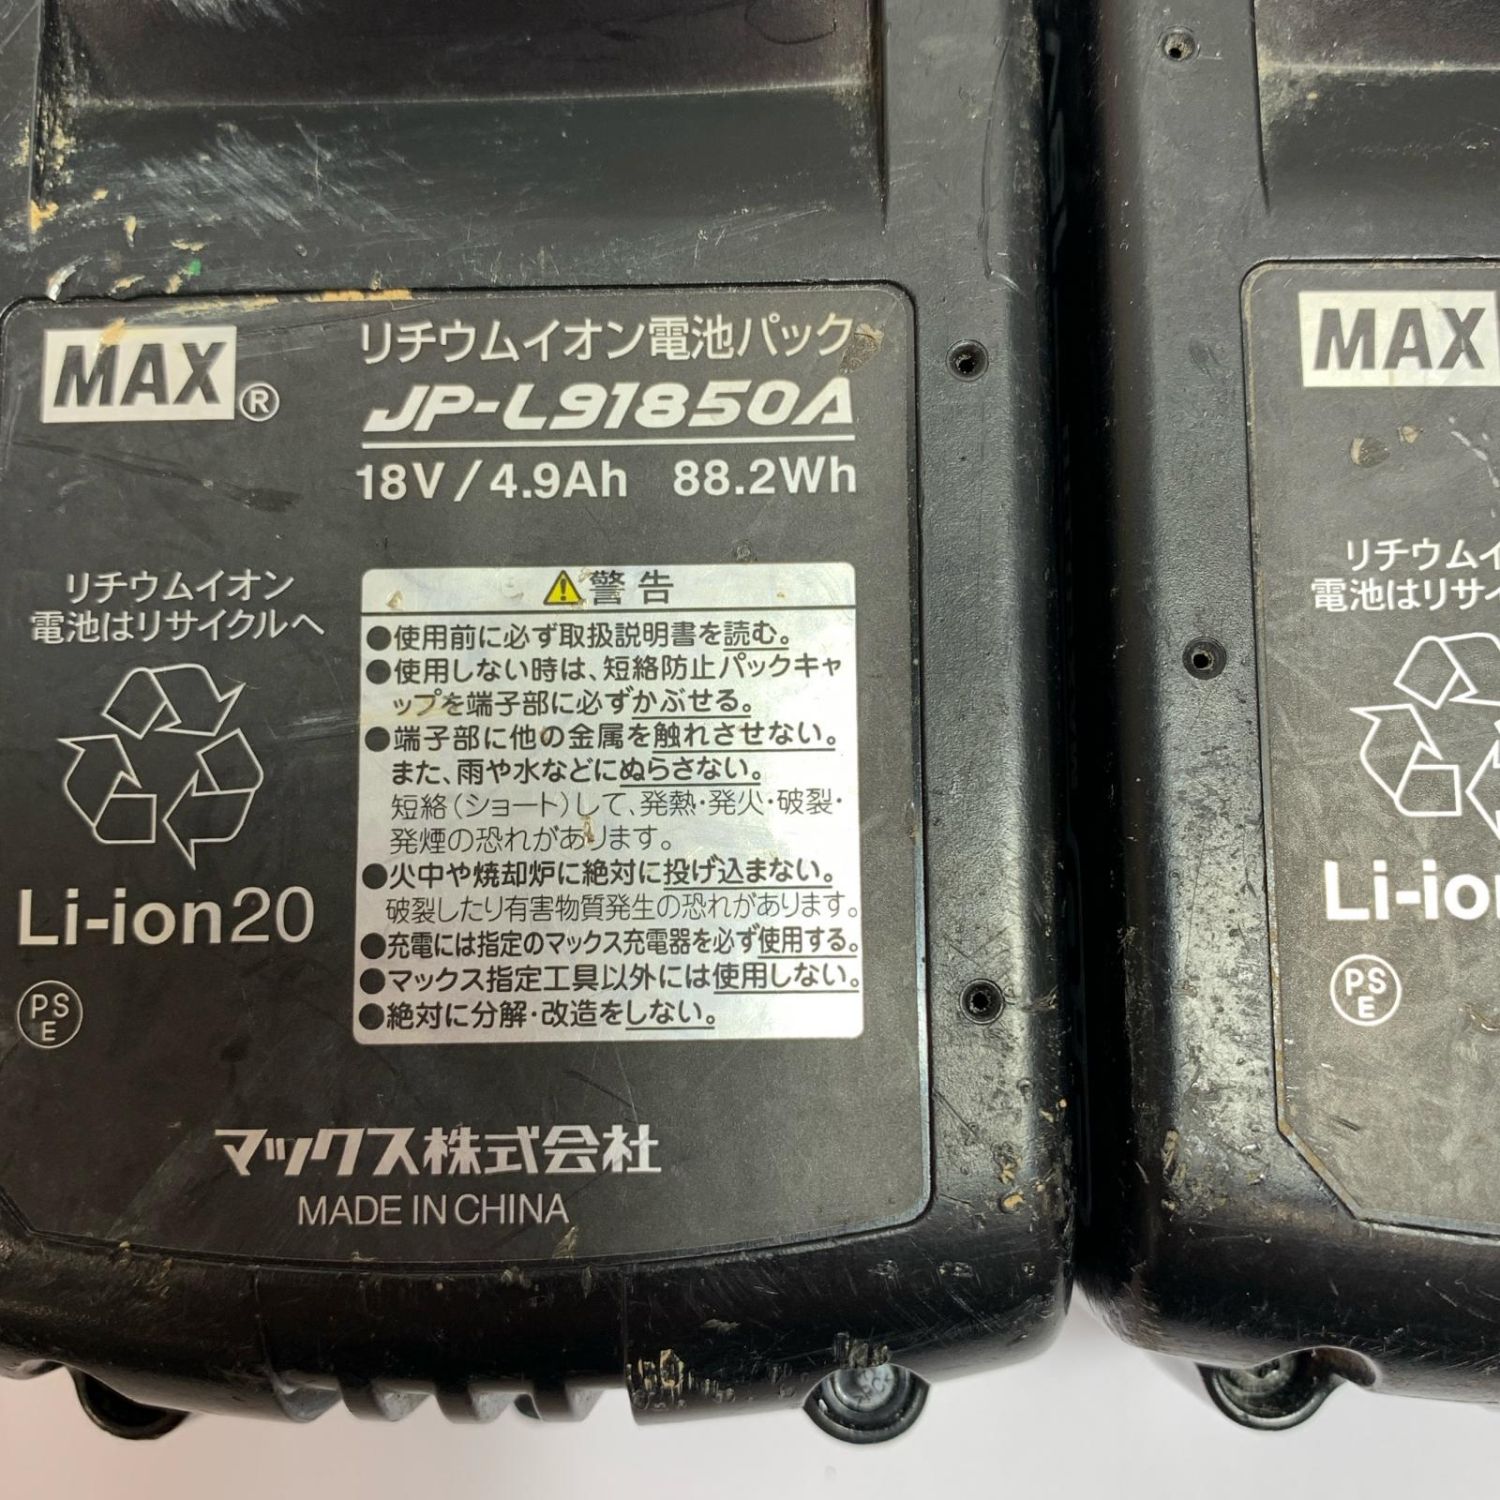 MAX®
リチウムイオン電池パック
JP-L91850A
18V/4.9Ah 88.2Wh
リチウムイオン
電池はリサイクルへ
Li-ion20
PS
E
⚠警告
●使用前に必ず取扱説明書を読む。
●使用しない時は、短絡防止パックキャ
ップを端子部に必ずかぶせる。
●端子部に他の金属を触れさせない。
また、雨や水などにぬらさない。
短絡(ショート)して、発熱・発火・破裂・
発煙の恐れがあります。
●火中や焼却炉に絶対に投げ込まない。
破裂したり有害物質発生の恐れがあります。
●充電には指定のマックス充電器を必ず使用する。
●マックス指定工具以外には使用しない。
●絶対に分解・改造をしない。
マックス株式会社
MADE IN CHINA
MAX
リチウムイ
電池はリサイ
Li-ion
PS
E